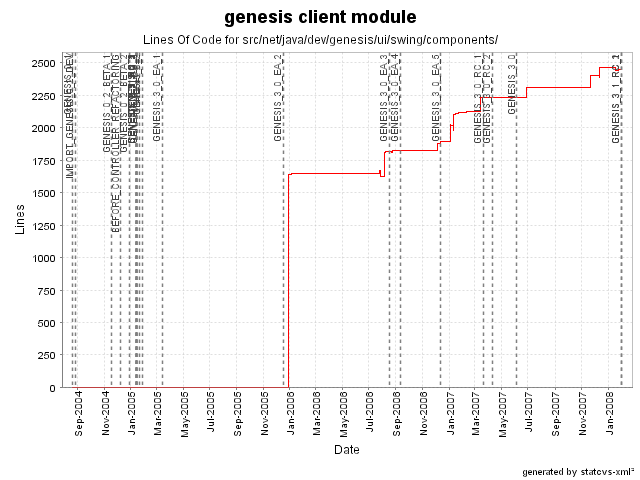 genesis client module
Lines Of Code for src/net/java/dev/genesis/ui/swing/components/
2500
2250
2000
1750
1500
1250
1000
750
500
250
0
Lines
GENESIS_0_2_BETA_1
BEFORE_CONTROLLER_REFACTORING
GENESIS_3_0_EA_1
GENESIS_3_0_EA_2
GENESIS_3_0_EA_3
GENESIS_3_0_EA_4
GENESIS_3_0_EA_5
GENESIS_3_0_RC_1
GENESIS_3_0_RC_2
GENESIS_3_0
Sep-2004
Nov-2004
Jan-2005
Mar-2005
May-2005
Jul-2005
Sep-2005
Nov-2005
Jan-2006
Mar-2006
May-2006
Jul-2006
Sep-2006
Nov-2006
Jan-2007
Mar-2007
May-2007
Jul-2007
Sep-2007
Nov-2007
Jan-2008
Date
generated by statcvs-xml²